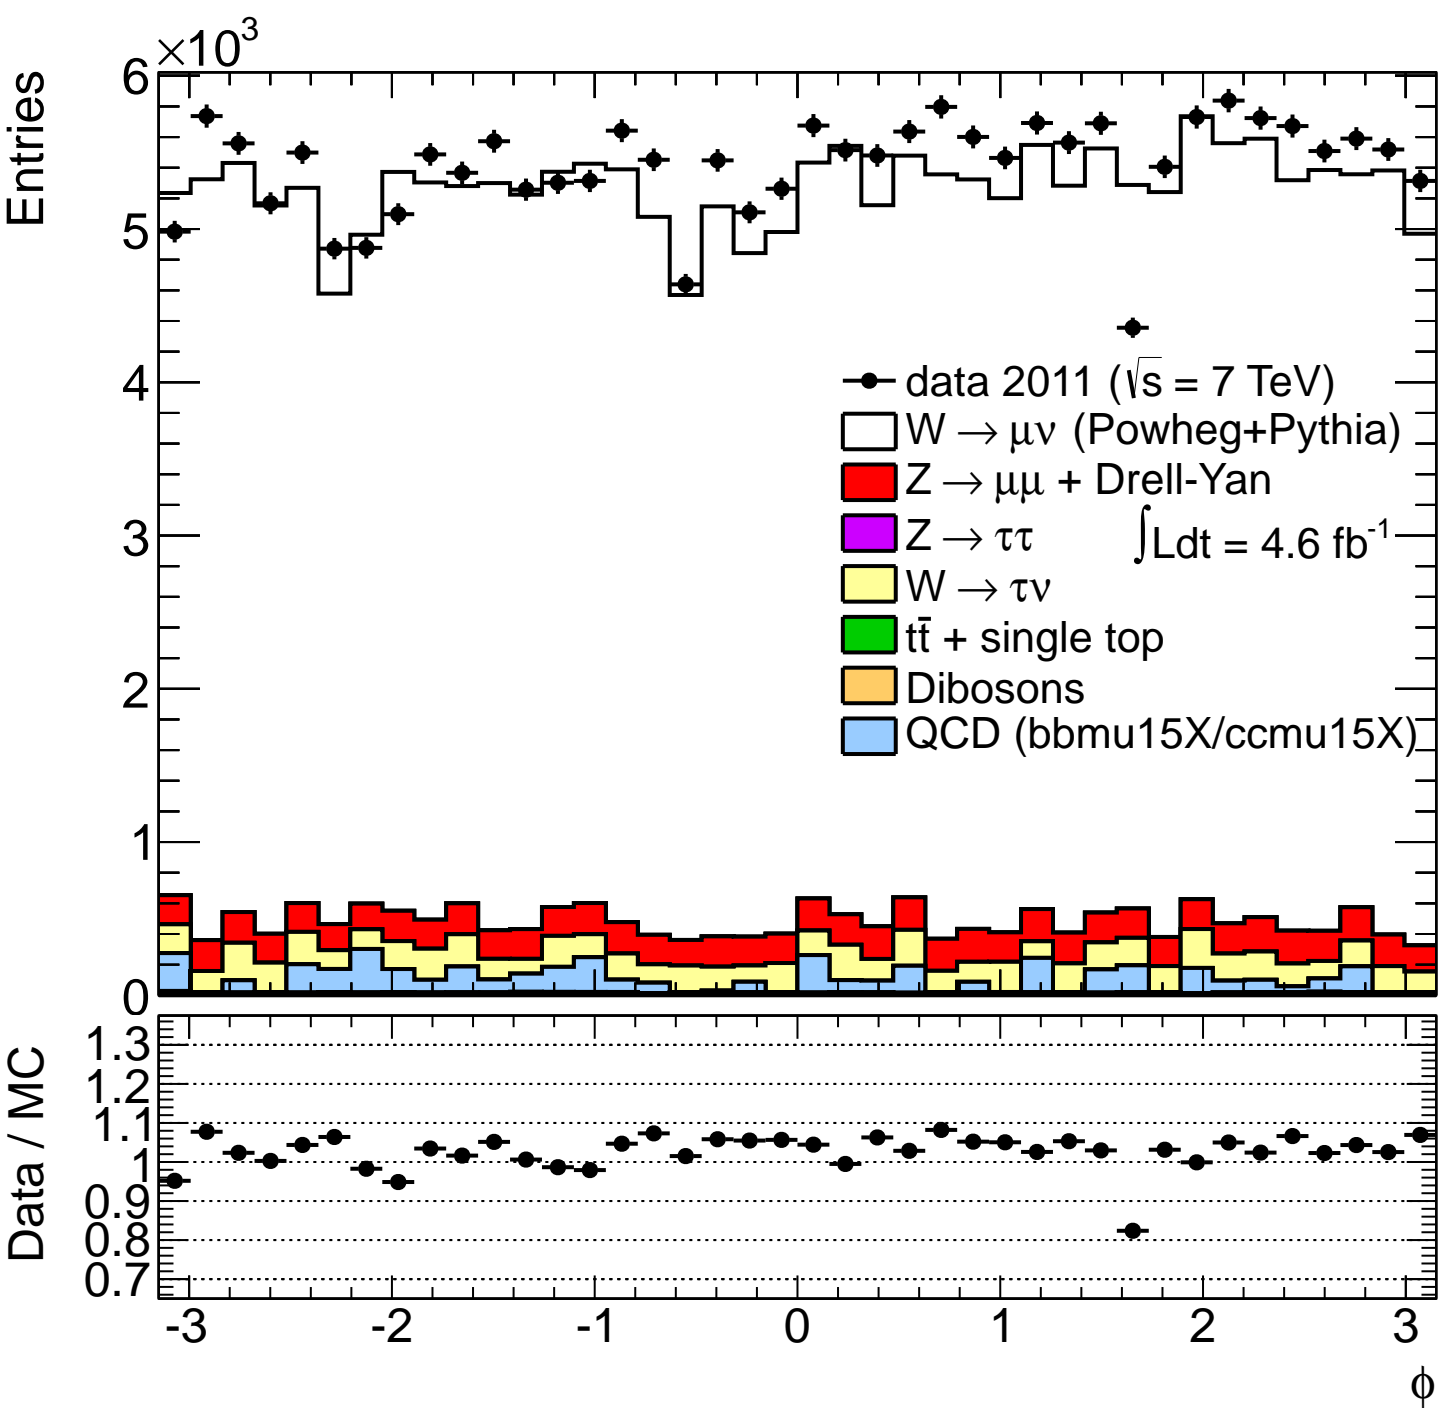 ×10³
6
5
4
3
2
1
0
Entries
data 2011 (√s = 7 TeV)
W → μν (Powheg+Pythia)
Z → μμ + Drell-Yan
Z → ττ
∫Ldt = 4.6 fb⁻¹
W → τν
tt̄ + single top
Dibosons
QCD (bbmu15X/ccmu15X)
1.3
1.2
1.1
1
0.9
0.8
0.7
Data / MC
-3 -2 -1 0 1 2 3
ϕ